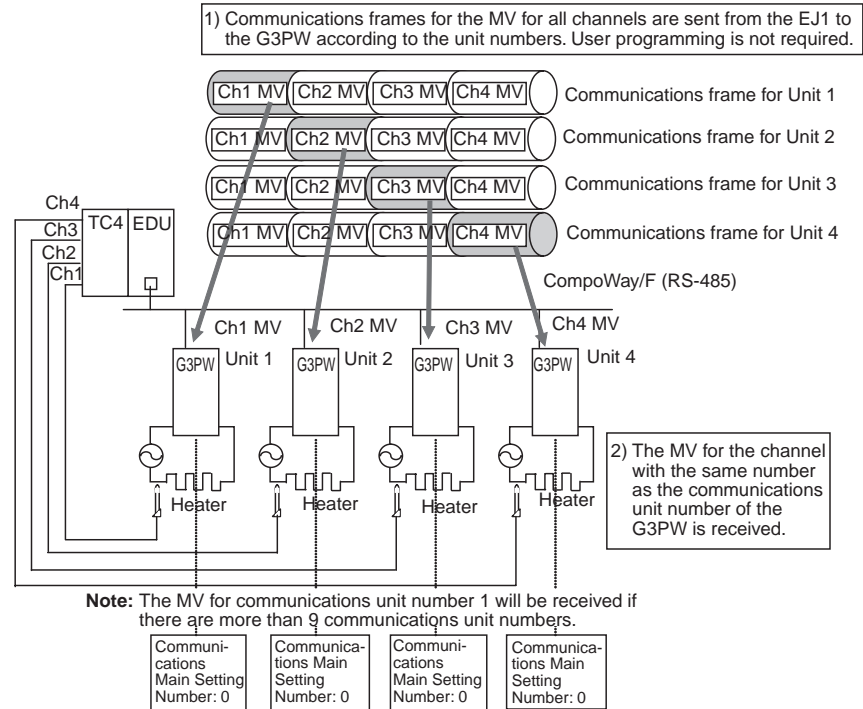 1) Communications frames for the MV for all channels are sent from the EJ1 to
the G3PW according to the unit numbers. User programming is not required.
Ch1 MV Ch2 MV Ch3 MV Ch4 MV Communications frame for Unit 1
Ch1 MV Ch2 MV Ch3 MV Ch4 MV Communications frame for Unit 2
Ch1 MV Ch2 MV Ch3 MV Ch4 MV Communications frame for Unit 3
Ch1 MV Ch2 MV Ch3 MV Ch4 MV Communications frame for Unit 4
Ch4
Ch3
Ch2
Ch1
TC4 EDU
CompoWay/F (RS-485)
Ch1 MV Ch2 MV Ch3 MV Ch4 MV
G3PW Unit 1 G3PW Unit 2 G3PW Unit 3 G3PW Unit 4
Heater Heater Heater Heater
2) The MV for the channel
with the same number
as the communications
unit number of the
G3PW is received.
Note: The MV for communications unit number 1 will be received if
there are more than 9 communications unit numbers.
Communi-
cations
Main Setting
Number: 0
Communica-
tions Main
Setting
Number: 0
Communi-
cations
Main Setting
Number: 0
Communica-
tions Main
Setting
Number: 0